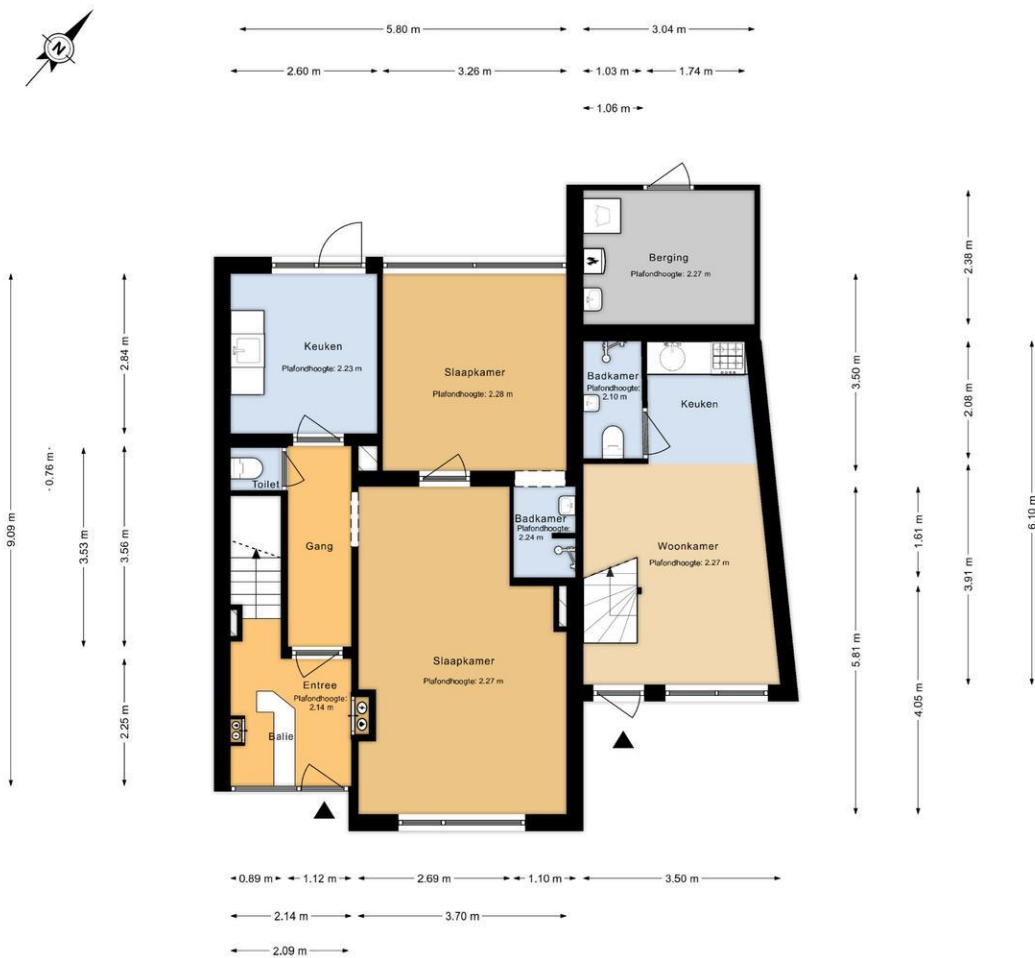 N
5.80 m
3.04 m
2.60 m
3.26 m
1.03 m
1.74 m
1.06 m
Berging
Plafondhoogte: 2.27 m
2.38 m
Keuken
Plafondhoogte: 2.23 m
Slaapkamer
Plafondhoogte: 2.28 m
Badkamer
Plafondhoogte:
2.10 m
Keuken
2.84 m
3.50 m
2.08 m
0.76 m
9.09 m
3.53 m
3.56 m
Toilet
Gang
Badkamer
Plafondhoogte:
2.24 m
Woonkamer
Plafondhoogte: 2.27 m
1.61 m
3.91 m
6.10 m
Slaapkamer
Plafondhoogte: 2.27 m
Entree
Plafondhoogte:
2.14 m
Balie
2.25 m
5.81 m
4.05 m
0.89 m
1.12 m
2.69 m
1.10 m
3.50 m
2.14 m
3.70 m
2.09 m